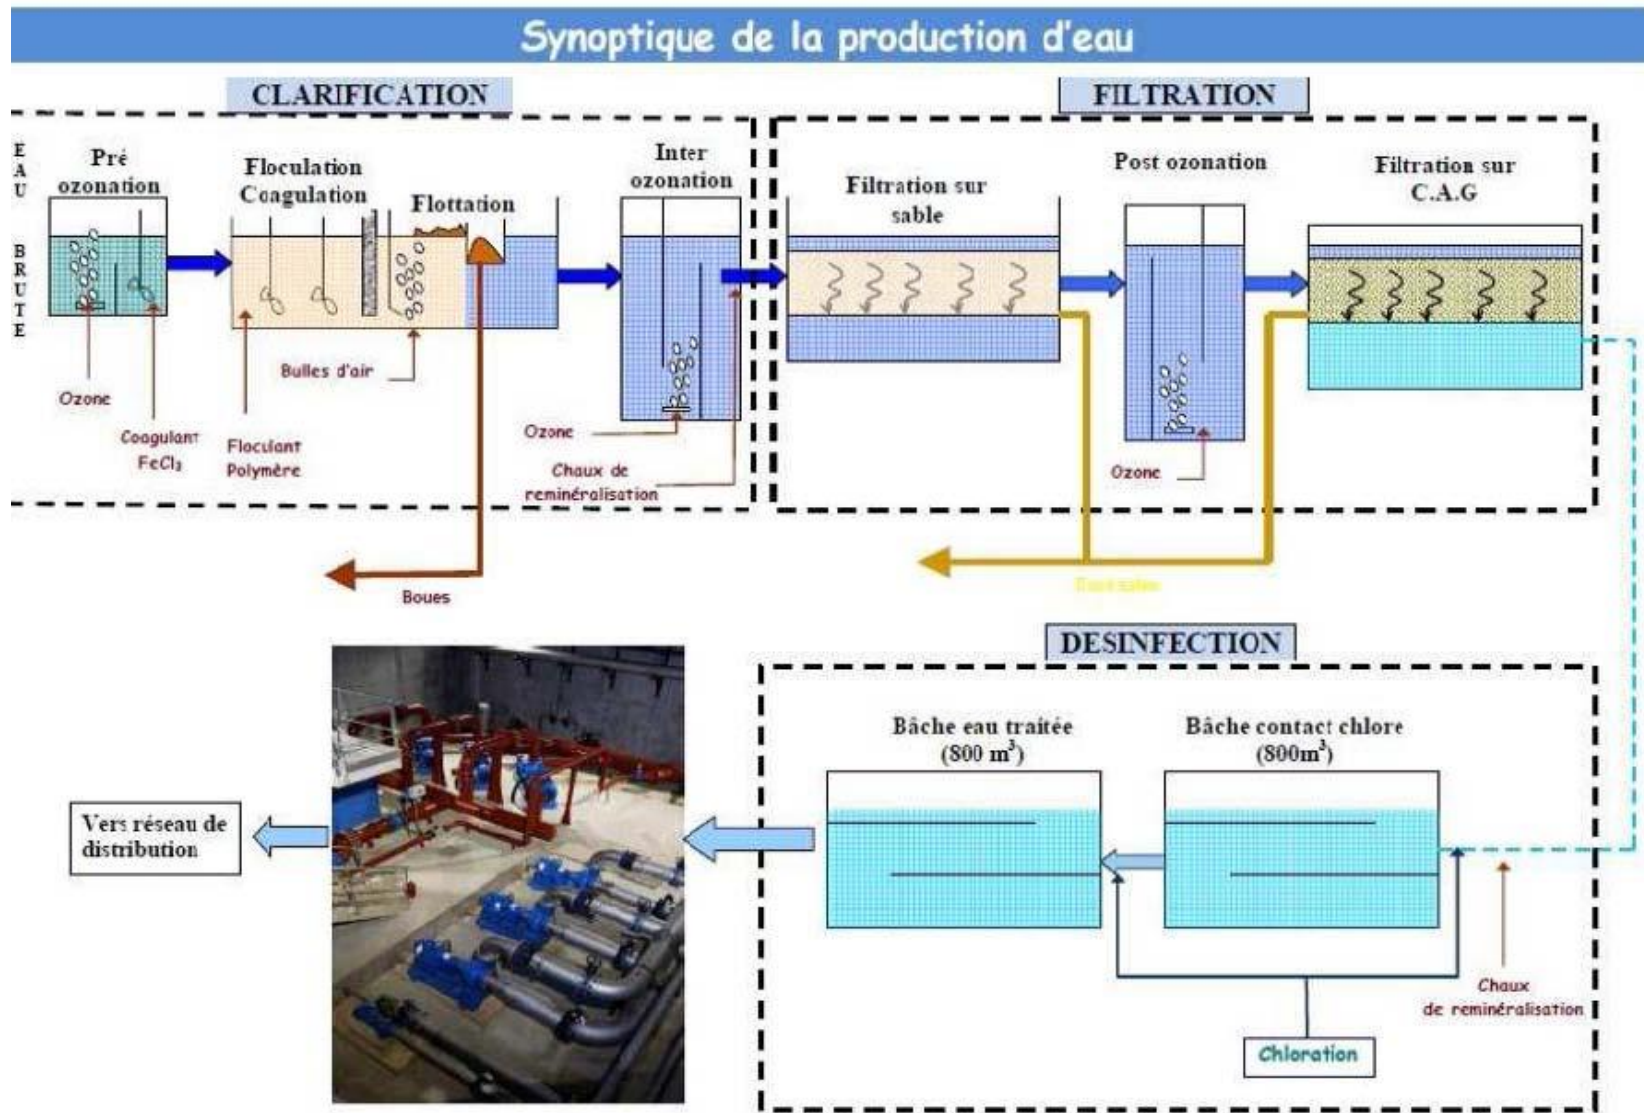 Synoptique de la production d'eau
CLARIFICATION
FILTRATION
EAU BRUTE
Pré
ozonation
Floculation
Coagulation
Flottation
Inter
ozonation
Filtration sur
sable
Post ozonation
Filtration sur
C.A.G
Bulles d'air
Ozone
Coagulant
FeCl₃
Floculant
Polymère
Ozone
Chaux de
reminéralisation
Ozone
Boues
DESINFECTION
Bâche eau traitée
(800 m³)
Bâche contact chlore
(800m³)
Vers réseau de
distribution
Chaux
de reminéralisation
Chloration